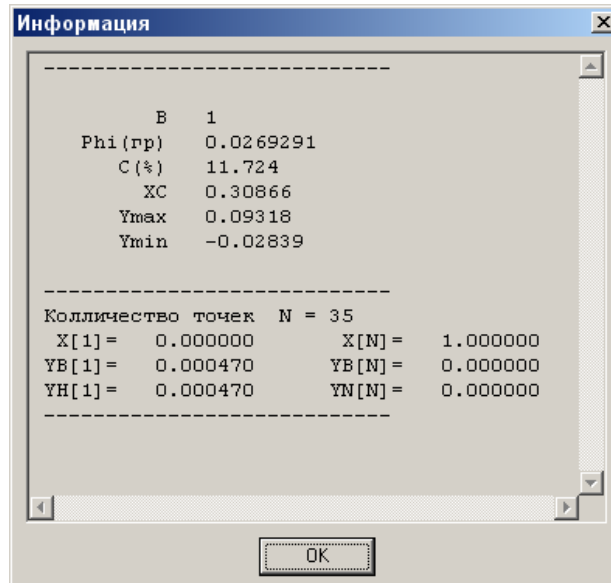 Информация
----------------------------
B 1
Phi(гр) 0.0269291
C(%) 11.724
XC 0.30866
Ymax 0.09318
Ymin -0.02839
----------------------------
Колличество точек N = 35
X[1]= 0.000000 X[N]= 1.000000
YB[1]= 0.000470 YB[N]= 0.000000
YH[1]= 0.000470 YN[N]= 0.000000
----------------------------
OK